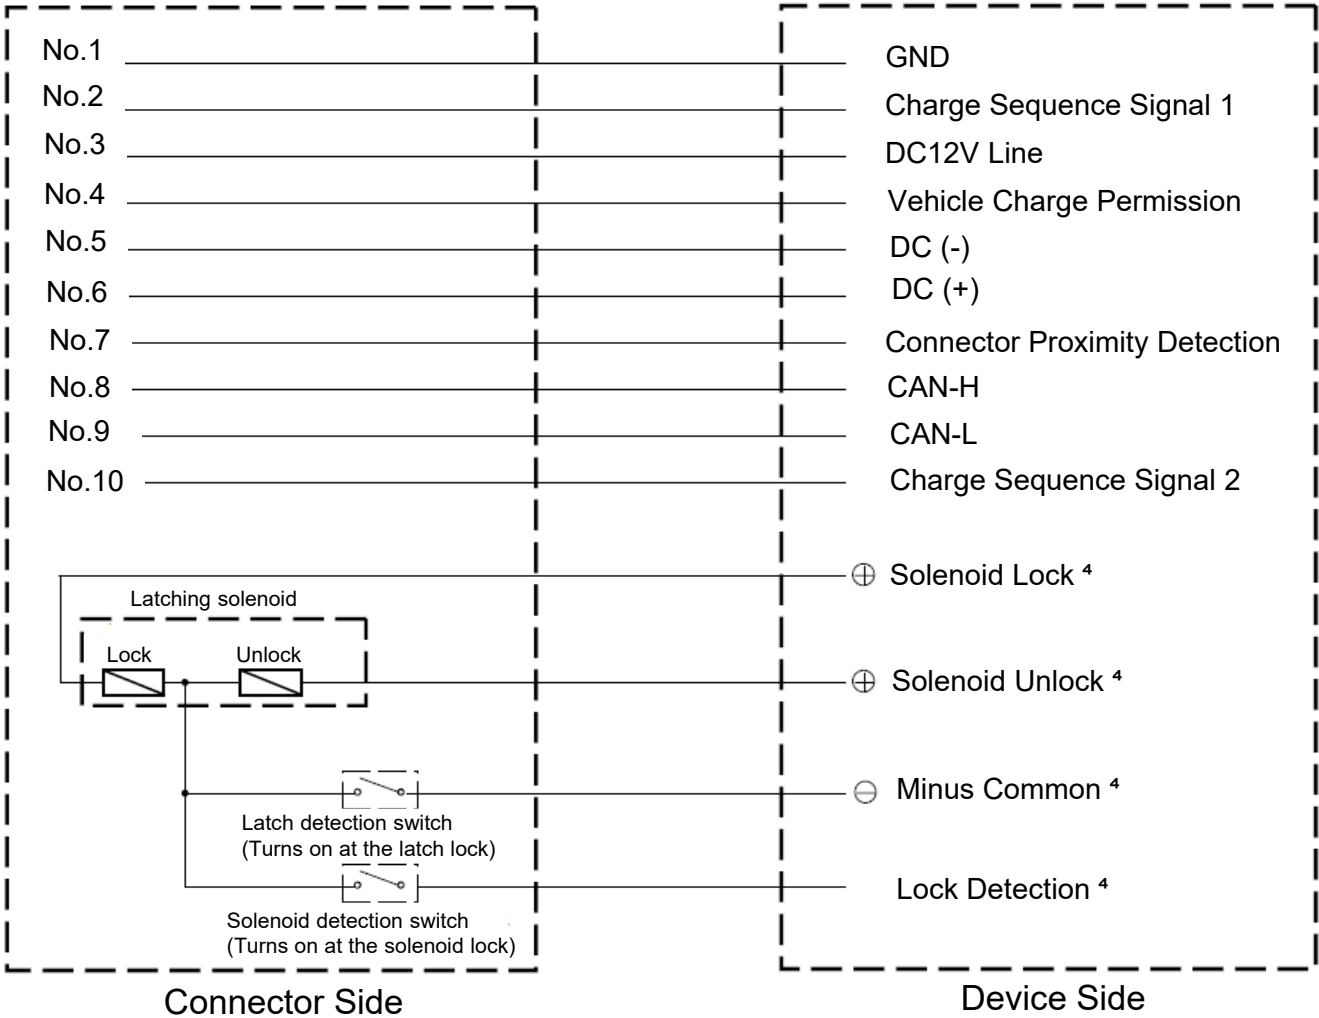 No.1 GND
No.2 Charge Sequence Signal 1
No.3 DC12V Line
No.4 Vehicle Charge Permission
No.5 DC (-)
No.6 DC (+)
No.7 Connector Proximity Detection
No.8 CAN-H
No.9 CAN-L
No.10 Charge Sequence Signal 2
⊕ Solenoid Lock ⁴
Latching solenoid
Lock Unlock
⊕ Solenoid Unlock ⁴
⊖ Minus Common ⁴
Latch detection switch
(Turns on at the latch lock)
Lock Detection ⁴
Solenoid detection switch
(Turns on at the solenoid lock)
Connector Side
Device Side